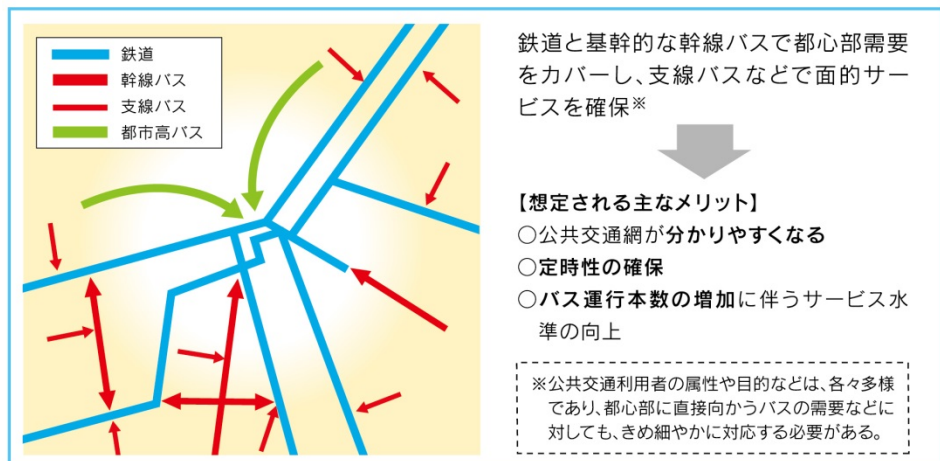 鉄道
幹線バス
支線バス
都市高バス
鉄道と基幹的な幹線バスで都心部需要
をカバーし、支線バスなどで面的サー
ビスを確保※
【想定される主なメリット】
○公共交通網が分かりやすくなる
○定時性の確保
○バス運行本数の増加に伴うサービス水
準の向上
※公共交通利用者の属性や目的などは、各々多様
であり、都心部に直接向かうバスの需要などに
対しても、きめ細やかに対応する必要がある。